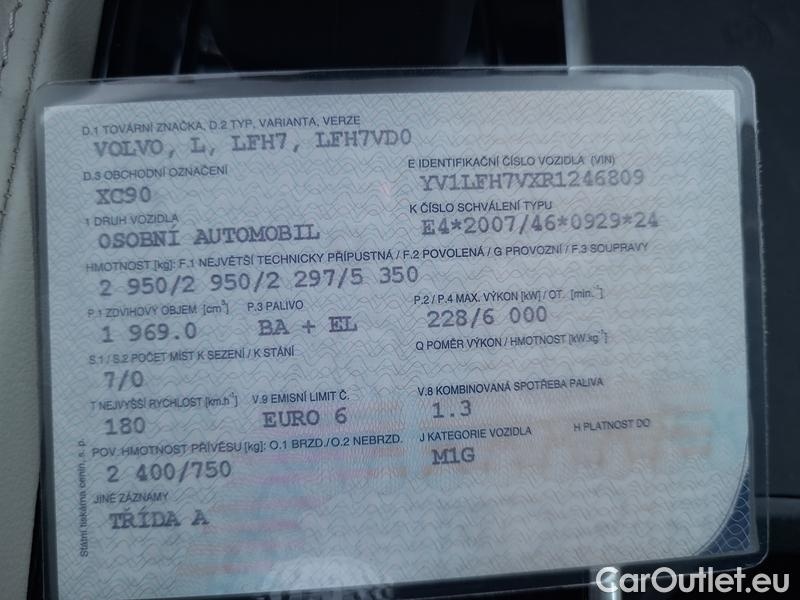 D.1 TOVÁRNÍ ZNAČKA, D.2 TYP, VARIANTA, VERZE
VOLVO, L, LFH7, LFH7VD0
D.3 OBCHODNÍ OZNAČENÍ
XC90
E IDENTIFIKAČNÍ ČÍSLO VOZIDLA (VIN)
YV1LFH7VXR1246809
1 DRUH VOZIDLA
OSOBNÍ AUTOMOBIL
K ČÍSLO SCHVÁLENÍ TYPU
E4*2007/46*0929*24
HMOTNOST [kg]: F.1 NEJVĚTŠÍ TECHNICKY PŘÍPUSTNÁ / F.2 POVOLENÁ / G PROVOZNÍ / F.3 SOUPRAVY
2 950/2 950/2 297/5 350
P.1 ZDVIHOVÝ OBJEM [cm³]
1 969.0
P.3 PALIVO
BA + EL
P.2 / P.4 MAX. VÝKON [kW] / OT. [min.⁻¹]
228/6 000
S.1 / S.2 POČET MÍST K SEZENÍ / K STÁNÍ
7/0
Q POMĚR VÝKON / HMOTNOST [kW.kg⁻¹]
T NEJVYŠŠÍ RYCHLOST [km.h⁻¹]
180
V.9 EMISNÍ LIMIT Č.
EURO 6
V.8 KOMBINOVANÁ SPOTŘEBA PALIVA
1.3
POV. HMOTNOST PŘÍVĚSU [kg]: O.1 BRZD./O.2 NEBRZD.
2 400/750
J KATEGORIE VOZIDLA
M1G
H PLATNOST DO
JINÉ ZÁZNAMY
TŘÍDA A
Státní tiskárna cenin, s. p.
CarOutlet.eu